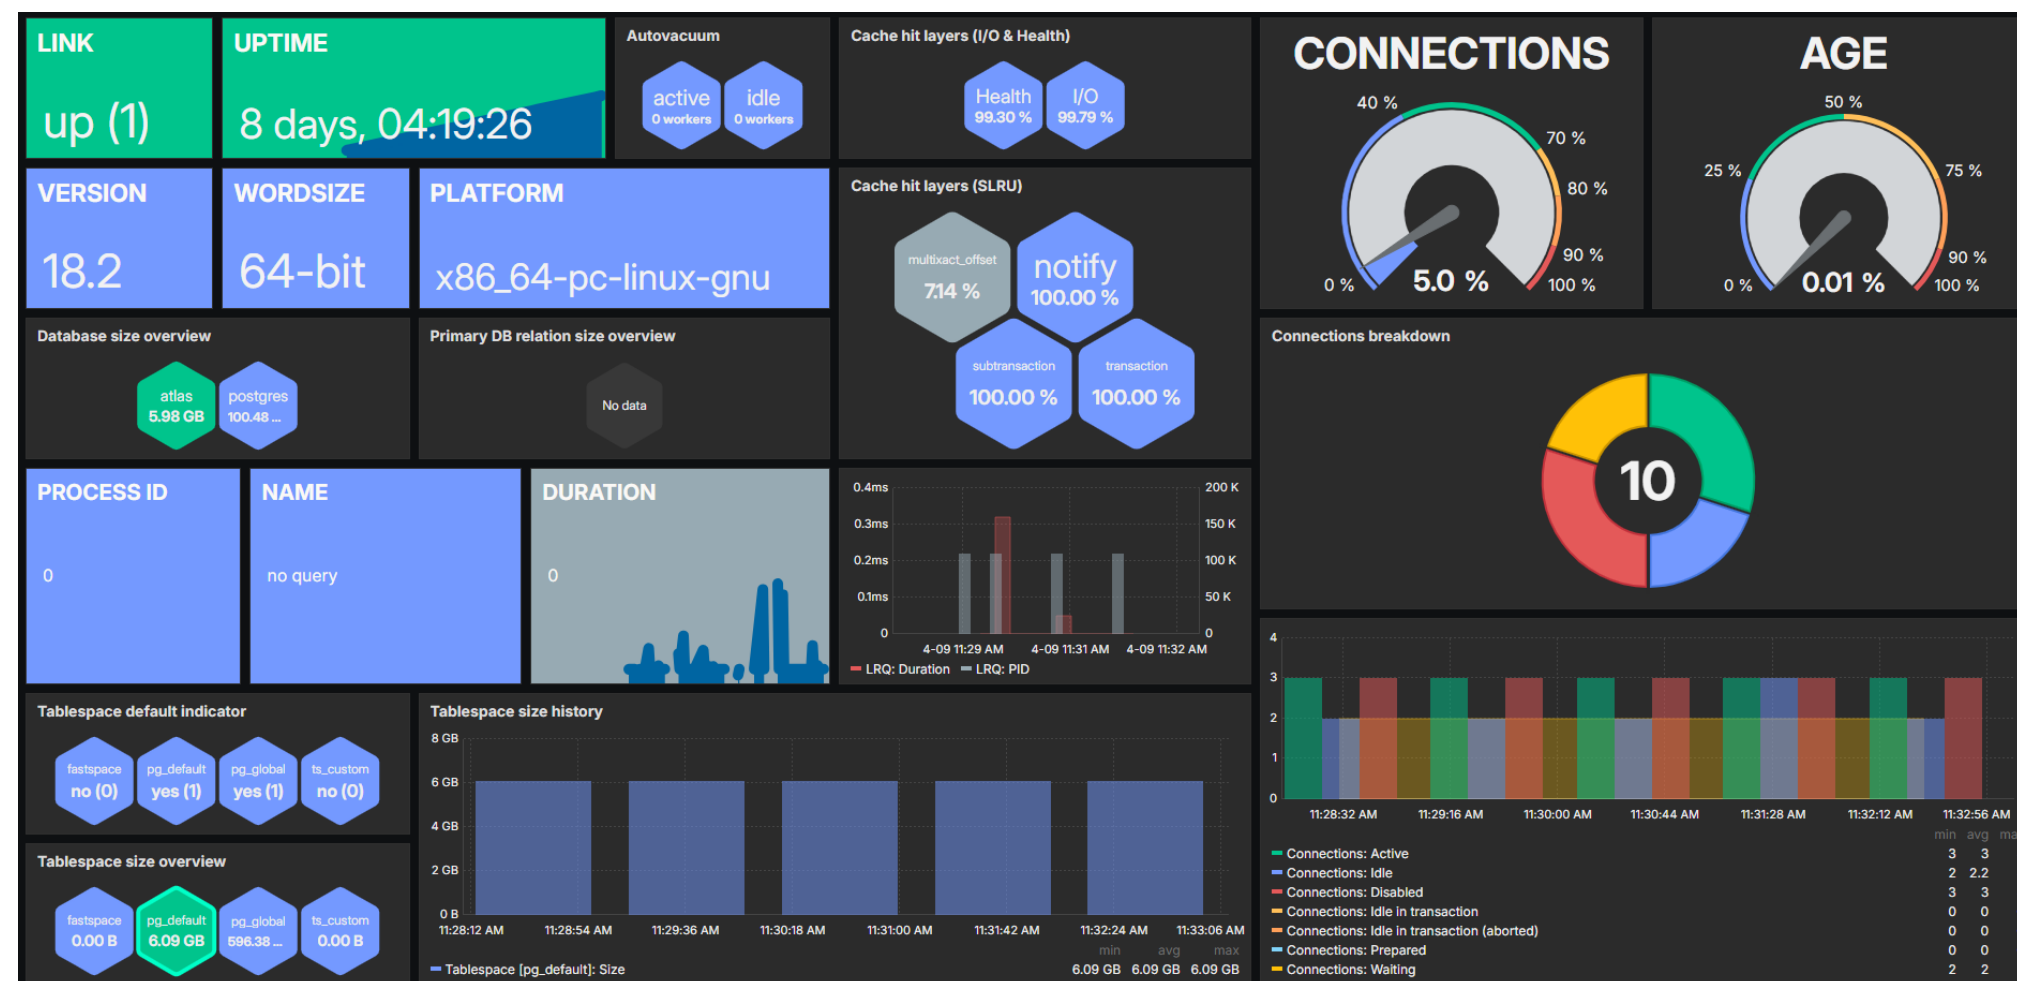 LINK
up (1)
UPTIME
8 days, 04:19:26
Autovacuum
active
0 workers
idle
0 workers
Cache hit layers (I/O & Health)
Health
99.30 %
I/O
99.79 %
CONNECTIONS
40 %
70 %
80 %
90 %
100 %
0 %
5.0 %
AGE
50 %
25 %
75 %
90 %
100 %
0 %
0.01 %
VERSION
18.2
WORDSIZE
64-bit
PLATFORM
x86_64-pc-linux-gnu
Cache hit layers (SLRU)
multixact_offset
7.14 %
notify
100.00 %
subtransaction
100.00 %
transaction
100.00 %
Database size overview
atlas
5.98 GB
postgres
100.48 ...
Primary DB relation size overview
No data
Connections breakdown
10
PROCESS ID
0
NAME
no query
DURATION
0
0.4ms
0.3ms
0.2ms
0.1ms
0
200 K
150 K
100 K
50 K
0
4-09 11:29 AM
4-09 11:31 AM
4-09 11:32 AM
LRQ: Duration
LRQ: PID
Tablespace default indicator
fastspace
no (0)
pg_default
yes (1)
pg_global
yes (1)
ts_custom
no (0)
Tablespace size overview
fastspace
0.00 B
pg_default
6.09 GB
pg_global
596.38 ...
ts_custom
0.00 B
Tablespace size history
8 GB
6 GB
4 GB
2 GB
0 B
11:28:12 AM
11:28:54 AM
11:29:36 AM
11:30:18 AM
11:31:00 AM
11:31:42 AM
11:32:24 AM
11:33:06 AM
min avg max
Tablespace [pg_default]: Size 6.09 GB 6.09 GB 6.09 GB
4
3
2
1
0
11:28:32 AM
11:29:16 AM
11:30:00 AM
11:30:44 AM
11:31:28 AM
11:32:12 AM
11:32:56 AM
min avg ma
Connections: Active 3 3
Connections: Idle 2 2.2
Connections: Disabled 3 3
Connections: Idle in transaction 0 0
Connections: Idle in transaction (aborted) 0 0
Connections: Prepared 0 0
Connections: Waiting 2 2